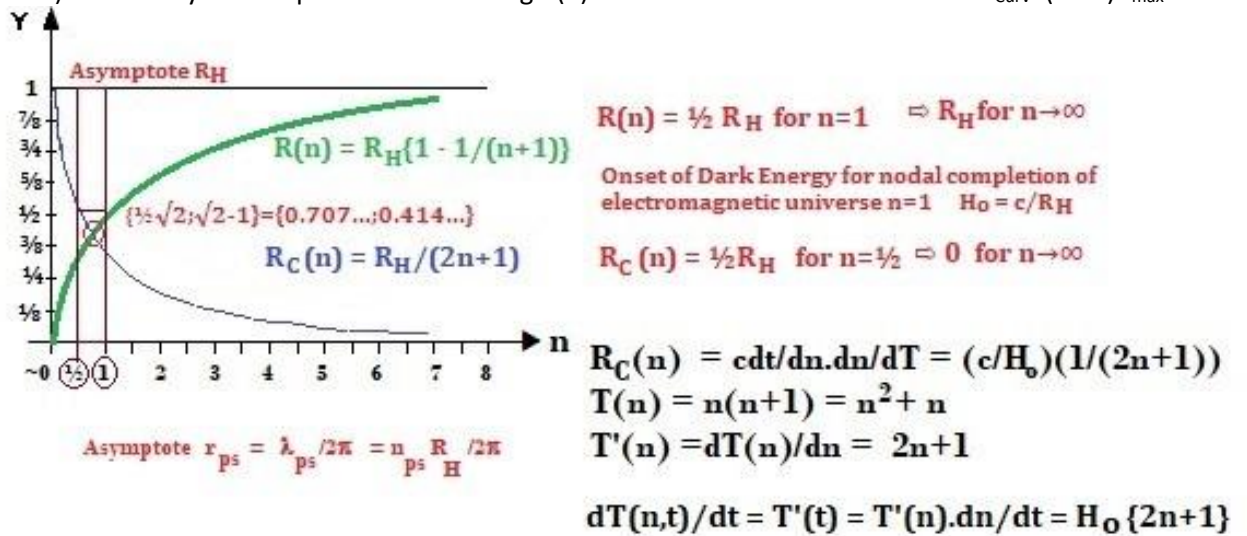 Y
Asymptote R_H
1
⅞
¾
⅝
½
⅜
¼
⅛
R(n) = R_H{1 - 1/(n+1)}
{½√2;√2-1}={0.707...;0.414...}
R_C(n) = R_H/(2n+1)
~0 ½ 1 2 3 4 5 6 7 8 n
Asymptote r_ps = λ_ps/2π = n_ps R_H/2π
R(n) = ½ R_H for n=1 ⇨ R_H for n→∞
Onset of Dark Energy for nodal completion of
electromagnetic universe n=1 H_o = c/R_H
R_C (n) = ½R_H for n=½ ⇨ 0 for n→∞
R_C(n) = cdt/dn.dn/dT = (c/H_o)(1/(2n+1))
T(n) = n(n+1) = n²+ n
T'(n) =dT(n)/dn = 2n+1
dT(n,t)/dt = T'(t) = T'(n).dn/dt = H_o{2n+1}